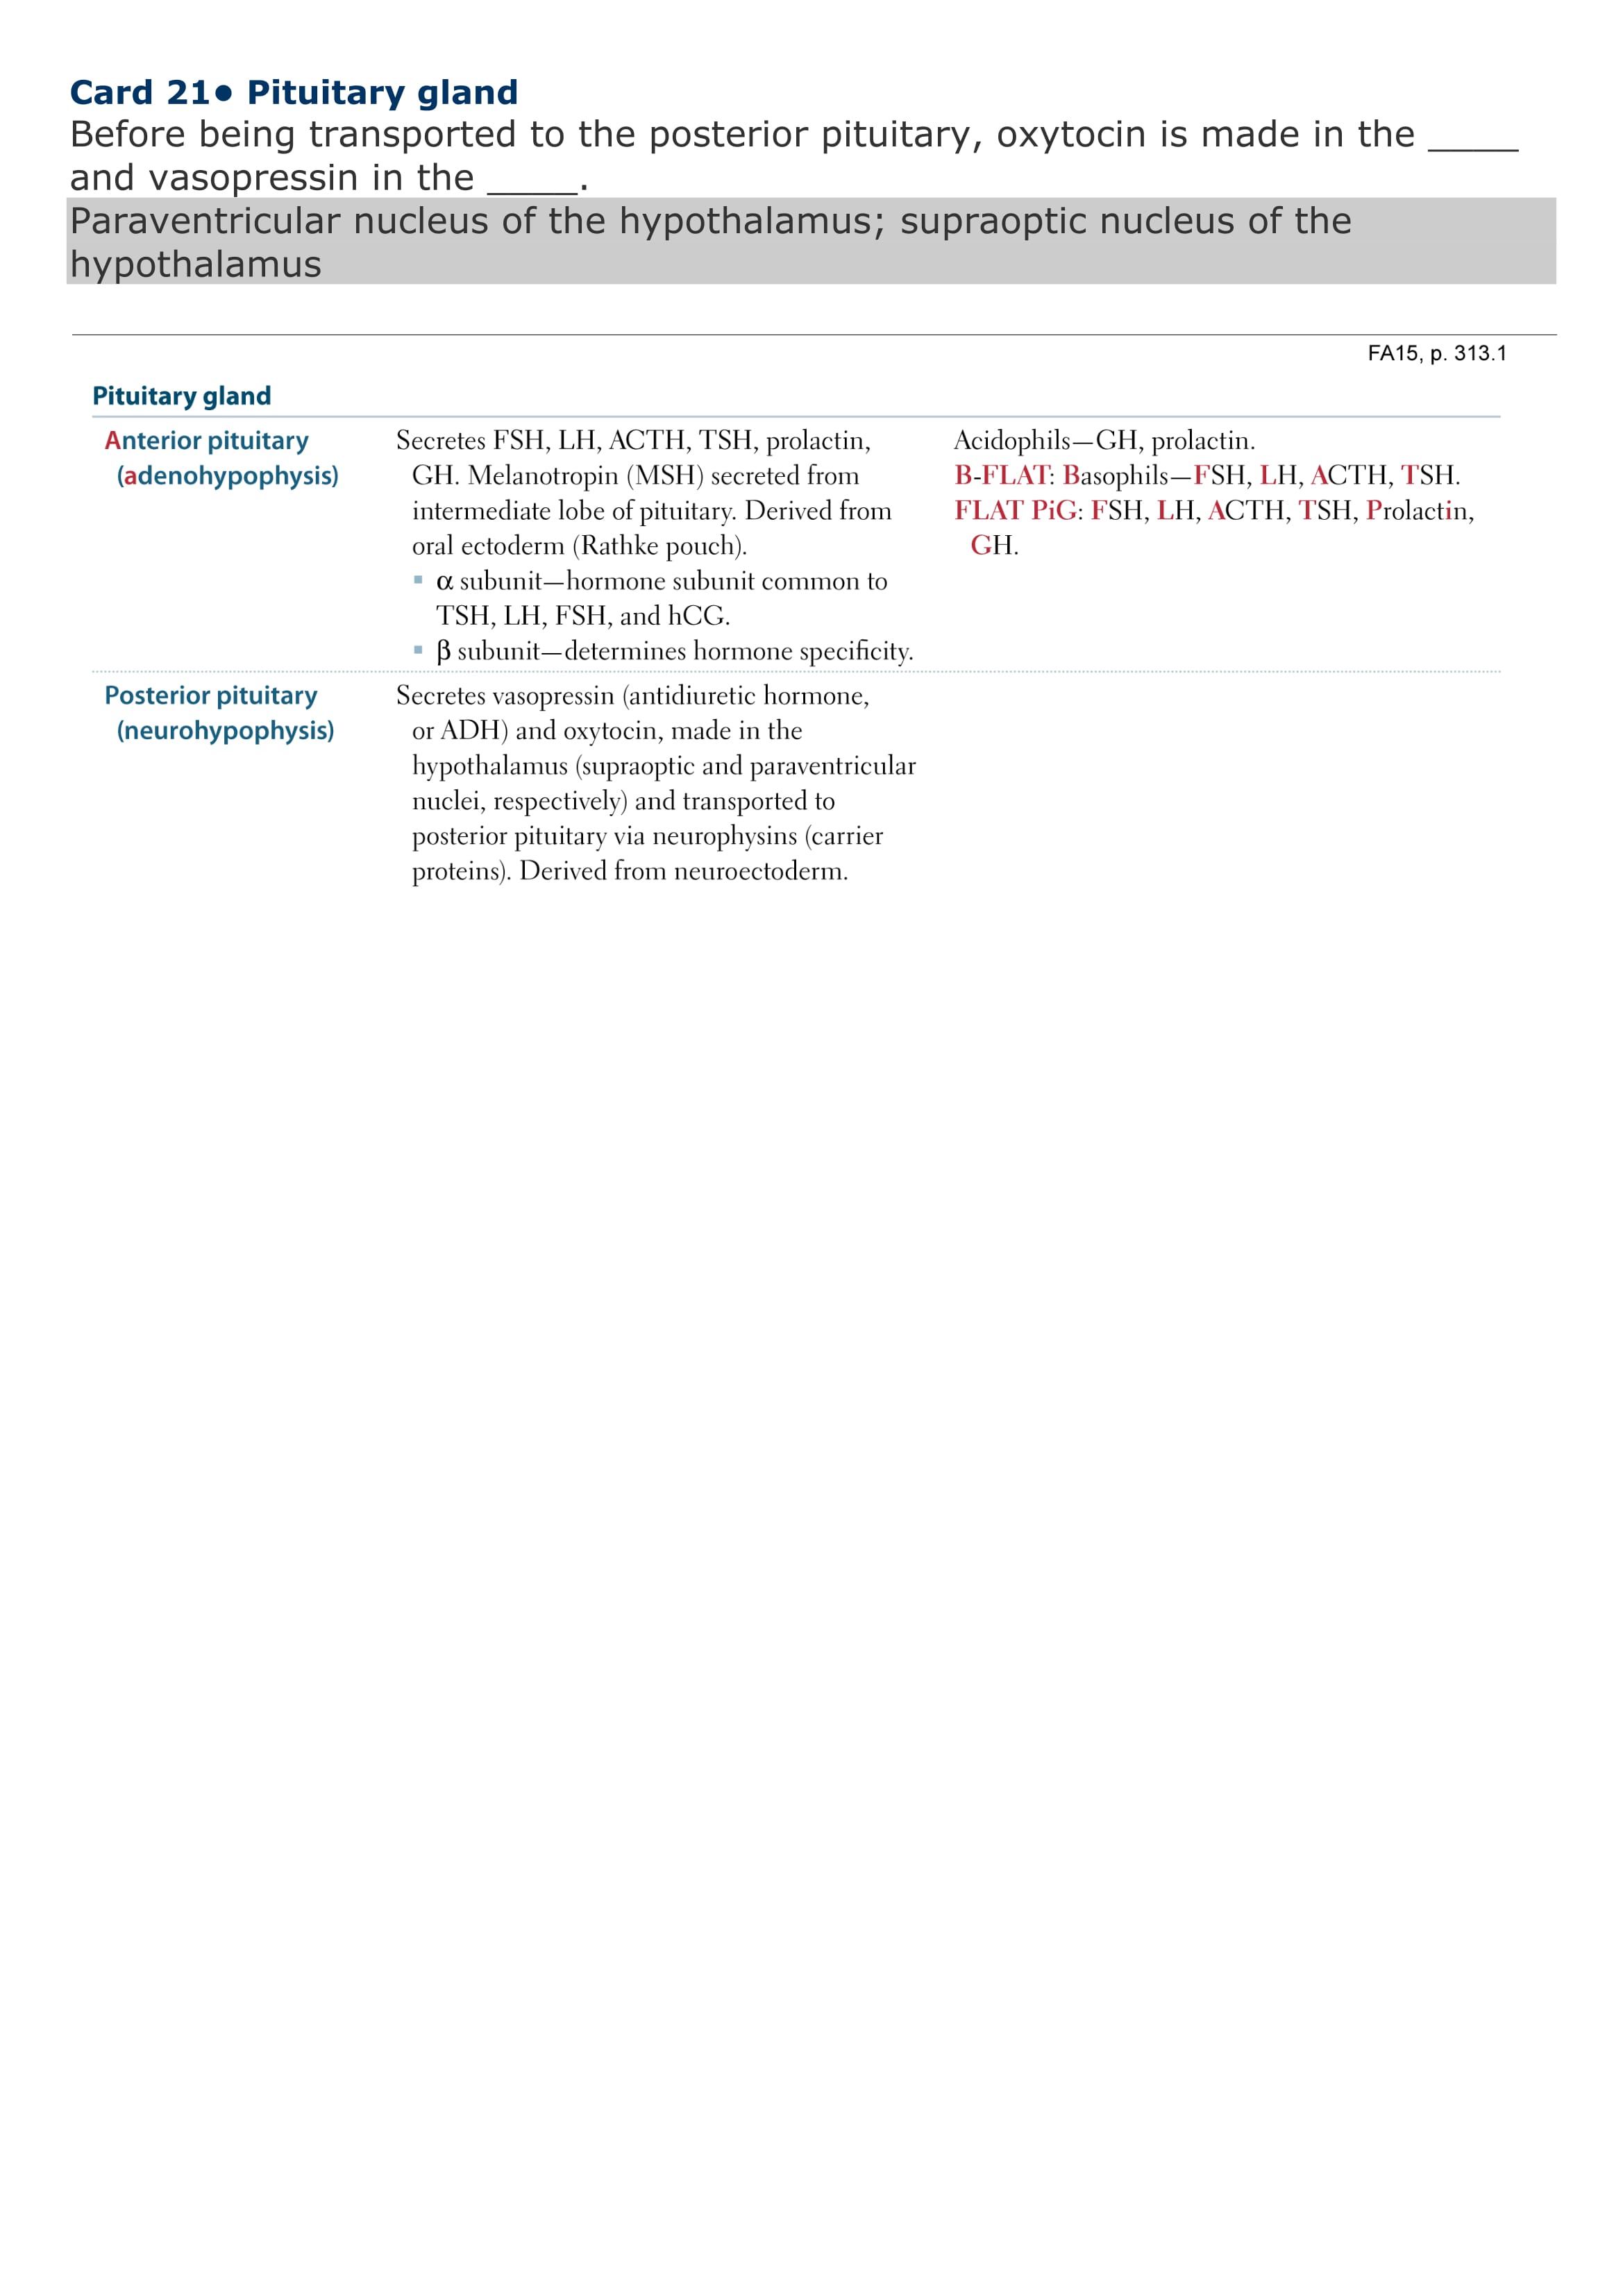 Card 21• Pituitary gland
Before being transported to the posterior pituitary, oxytocin is made in the _____
and vasopressin in the _____.
Paraventricular nucleus of the hypothalamus; supraoptic nucleus of the
hypothalamus
FA15, p. 313.1
Pituitary gland
Anterior pituitary
(adenohypophysis)
Secretes FSH, LH, ACTH, TSH, prolactin,
GH. Melanotropin (MSH) secreted from
intermediate lobe of pituitary. Derived from
oral ectoderm (Rathke pouch).
▪ α subunit—hormone subunit common to
TSH, LH, FSH, and hCG.
▪ β subunit—determines hormone specificity.
Acidophils—GH, prolactin.
B-FLAT: Basophils—FSH, LH, ACTH, TSH.
FLAT PiG: FSH, LH, ACTH, TSH, Prolactin,
GH.
Posterior pituitary
(neurohypophysis)
Secretes vasopressin (antidiuretic hormone,
or ADH) and oxytocin, made in the
hypothalamus (supraoptic and paraventricular
nuclei, respectively) and transported to
posterior pituitary via neurophysins (carrier
proteins). Derived from neuroectoderm.